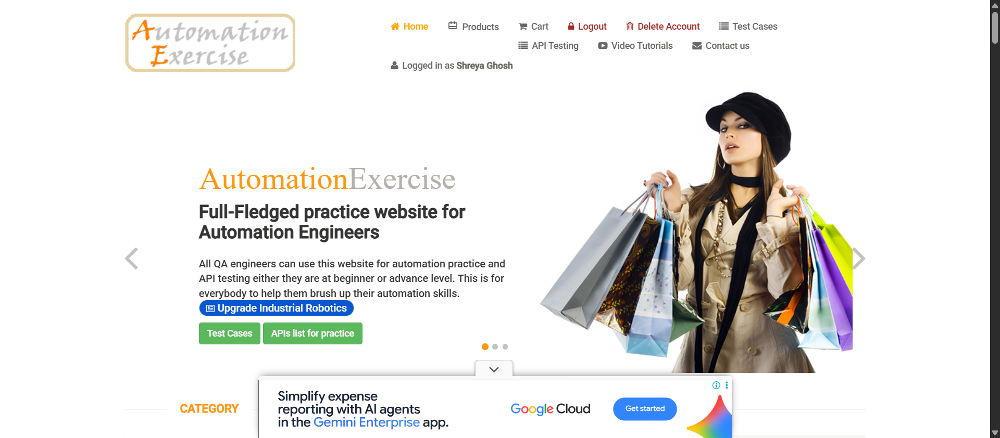 Automation
Exercise
Home
Products
Cart
Logout
Delete Account
Test Cases
API Testing
Video Tutorials
Contact us
Logged in as Shreya Ghosh
AutomationExercise
Full-Fledged practice website for
Automation Engineers
All QA engineers can use this website for automation practice and
API testing either they are at beginner or advance level. This is for
everybody to help them brush up their automation skills.
Upgrade Industrial Robotics
Test Cases
APIs list for practice
CATEGORY
Simplify expense
reporting with AI agents
in the Gemini Enterprise app.
Google Cloud
Get started